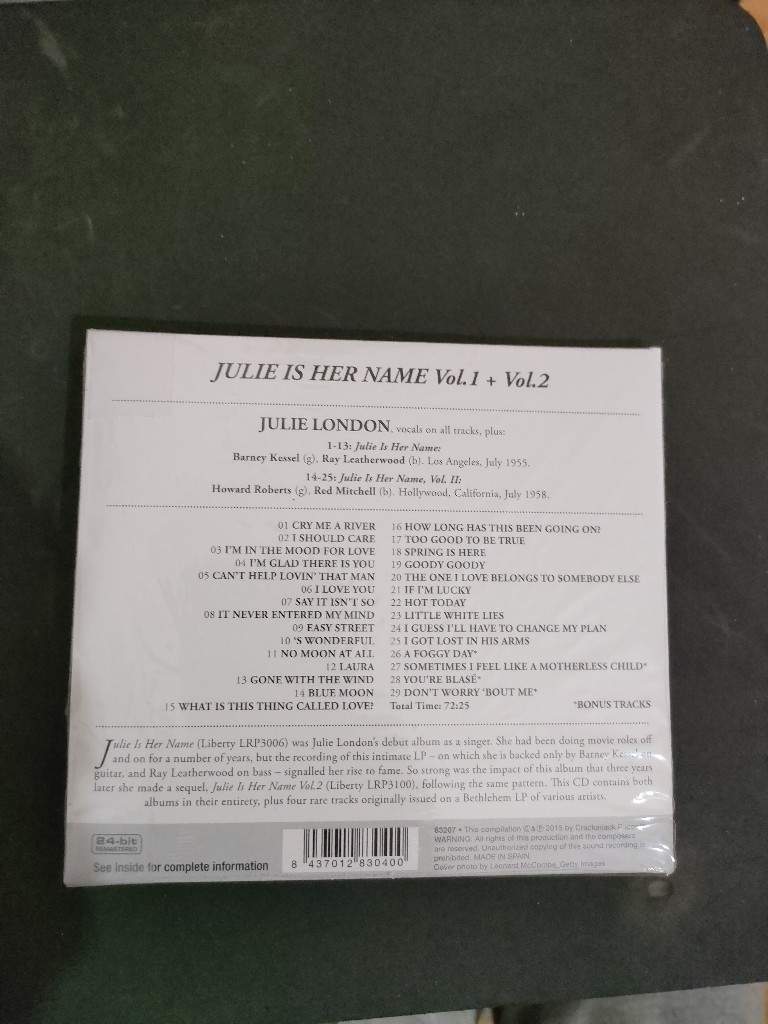 JULIE IS HER NAME Vol.1 + Vol.2
JULIE LONDON, vocals on all tracks, plus:
1-13: Julie Is Her Name:
Barney Kessel (g), Ray Leatherwood (b). Los Angeles, July 1955.
14-25: Julie Is Her Name, Vol. II:
Howard Roberts (g), Red Mitchell (b). Hollywood, California, July 1958.
01 CRY ME A RIVER
02 I SHOULD CARE
03 I'M IN THE MOOD FOR LOVE
04 I'M GLAD THERE IS YOU
05 CAN'T HELP LOVIN' THAT MAN
06 I LOVE YOU
07 SAY IT ISN'T SO
08 IT NEVER ENTERED MY MIND
09 EASY STREET
10 'S WONDERFUL
11 NO MOON AT ALL
12 LAURA
13 GONE WITH THE WIND
14 BLUE MOON
15 WHAT IS THIS THING CALLED LOVE?
16 HOW LONG HAS THIS BEEN GOING ON?
17 TOO GOOD TO BE TRUE
18 SPRING IS HERE
19 GOODY GOODY
20 THE ONE I LOVE BELONGS TO SOMEBODY ELSE
21 IF I'M LUCKY
22 HOT TODAY
23 LITTLE WHITE LIES
24 I GUESS I'LL HAVE TO CHANGE MY PLAN
25 I GOT LOST IN HIS ARMS
26 A FOGGY DAY*
27 SOMETIMES I FEEL LIKE A MOTHERLESS CHILD*
28 YOU'RE BLASÉ*
29 DON'T WORRY 'BOUT ME*
Total Time: 72:25 *BONUS TRACKS
Julie Is Her Name (Liberty LRP3006) was Julie London's debut album as a singer. She had been doing movie roles off
and on for a number of years, but the recording of this intimate LP – on which she is backed only by Barney Kessel on
guitar, and Ray Leatherwood on bass – signalled her rise to fame. So strong was the impact of this album that three years
later she made a sequel, Julie Is Her Name Vol.2 (Liberty LRP3100), following the same pattern. This CD contains both
albums in their entirety, plus four rare tracks originally issued on a Bethlehem LP of various artists.
24-bit
REMASTERED
See inside for complete information
8 437012 830400
83207 • This compilation © & ℗ 2015 by Crackerjack
WARNING: All rights of this production and the composers
are reserved. Unauthorized copying of this sound recording is
prohibited. MADE IN SPAIN
Cover photo by Leonard McCombe_Getty Images